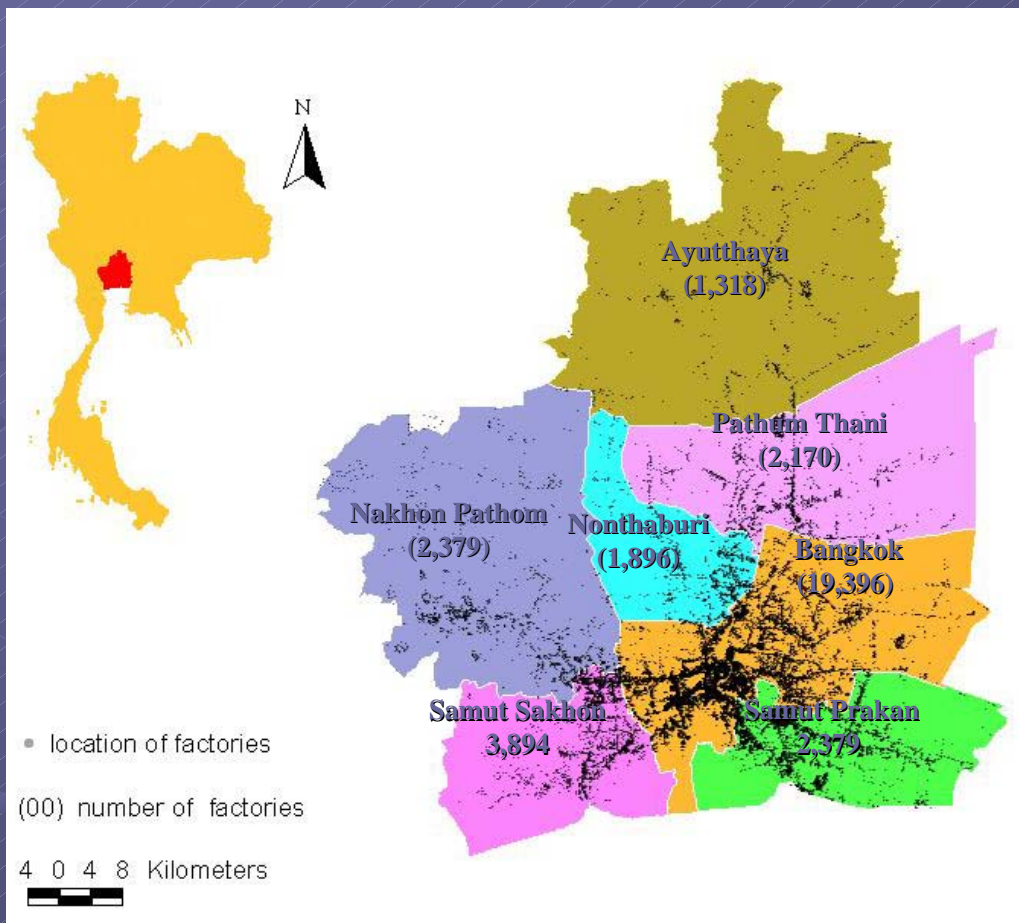 N
Ayutthaya
(1,318)
Pathum Thani
(2,170)
Nakhon Pathom
(2,379)
Nonthaburi
(1,896)
Bangkok
(19,396)
Samut Sakhon
3,894
Samut Prakan
2,379
location of factories
(00) number of factories
4 0 4 8 Kilometers